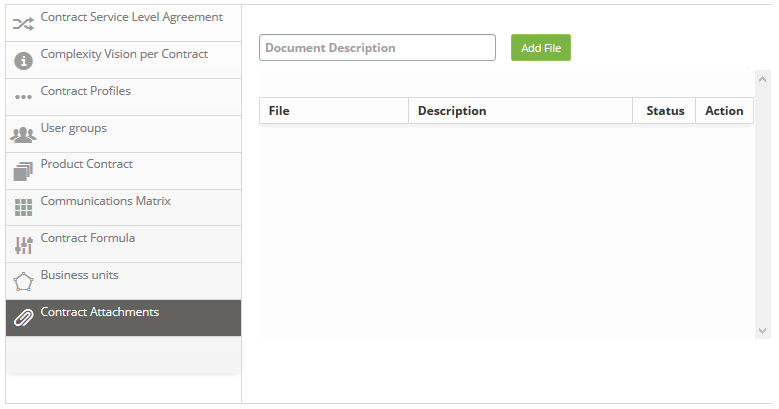 Contract Service Level Agreement
Complexity Vision per Contract
Contract Profiles
User groups
Product Contract
Communications Matrix
Contract Formula
Business units
Contract Attachments
Document Description
Add File
File Description Status Action